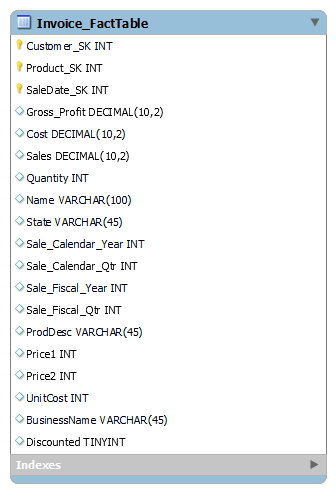 Invoice_FactTable
Customer_SK INT
Product_SK INT
SaleDate_SK INT
Gross_Profit DECIMAL(10,2)
Cost DECIMAL(10,2)
Sales DECIMAL(10,2)
Quantity INT
Name VARCHAR(100)
State VARCHAR(45)
Sale_Calendar_Year INT
Sale_Calendar_Qtr INT
Sale_Fiscal_Year INT
Sale_Fiscal_Qtr INT
ProdDesc VARCHAR(45)
Price1 INT
Price2 INT
UnitCost INT
BusinessName VARCHAR(45)
Discounted TINYINT
Indexes